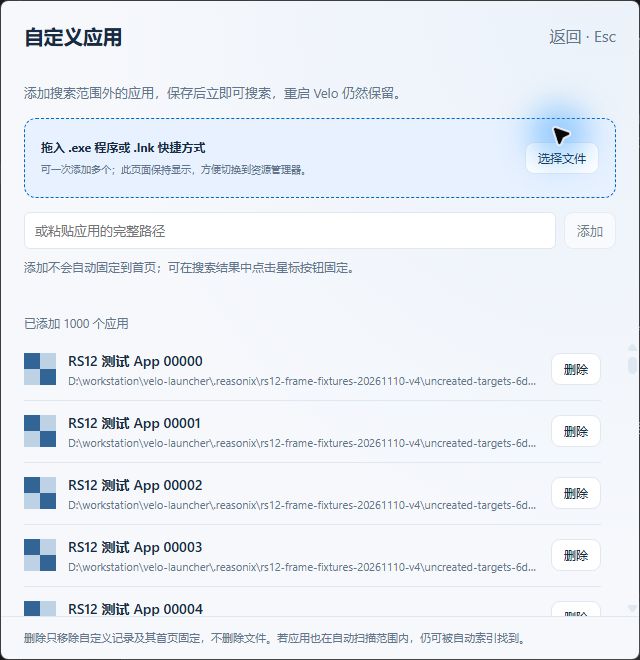 自定义应用
返回 · Esc
添加搜索范围外的应用，保存后立即可搜索，重启 Velo 仍然保留。
拖入 .exe 程序或 .lnk 快捷方式
可一次添加多个；此页面保持显示，方便切换到资源管理器。
选择文件
或粘贴应用的完整路径
添加
添加不会自动固定到首页；可在搜索结果中点击星标按钮固定。
已添加 1000 个应用
RS12 测试 App 00000
D:\workstation\velo-launcher\.reasonix\rs12-frame-fixtures-20261110-v4\uncreated-targets-6d...
删除
RS12 测试 App 00001
D:\workstation\velo-launcher\.reasonix\rs12-frame-fixtures-20261110-v4\uncreated-targets-6d...
删除
RS12 测试 App 00002
D:\workstation\velo-launcher\.reasonix\rs12-frame-fixtures-20261110-v4\uncreated-targets-6d...
删除
RS12 测试 App 00003
D:\workstation\velo-launcher\.reasonix\rs12-frame-fixtures-20261110-v4\uncreated-targets-6d...
删除
RS12 测试 App 00004
删除只移除自定义记录及其首页固定，不删除文件。若应用也在自动扫描范围内，仍可被自动索引找到。